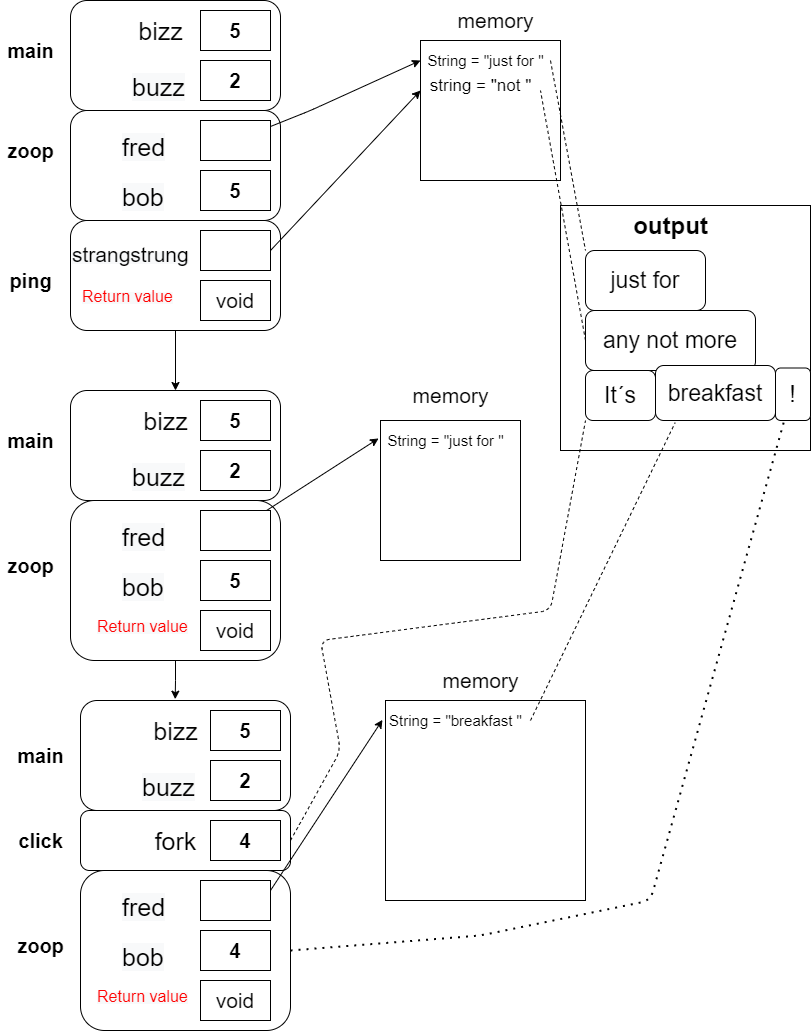 memory
main
bizz 5
buzz 2
String = "just for "
string = "not "
zoop
fred
bob 5
output
ping
strangstrung
Return value void
just for
any not more
It´s breakfast !
memory
main
bizz 5
buzz 2
String = "just for "
zoop
fred
bob 5
Return value void
memory
main
bizz 5
buzz 2
String = "breakfast "
click
fork 4
zoop
fred
bob 4
Return value void